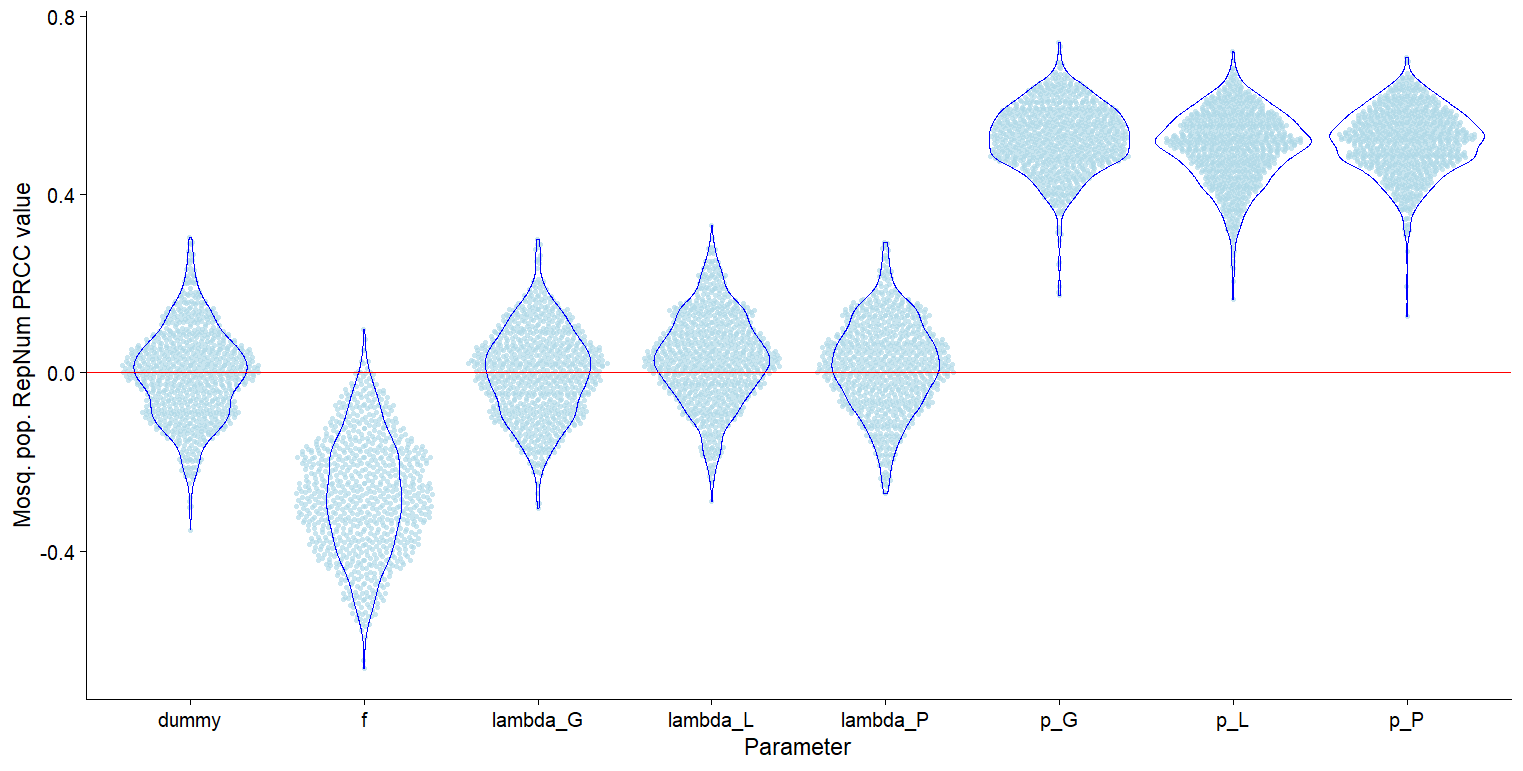 Mosq. pop. RepNum PRCC value
0.8
0.4
0.0
-0.4
dummy f lambda_G lambda_L lambda_P p_G p_L p_P
Parameter